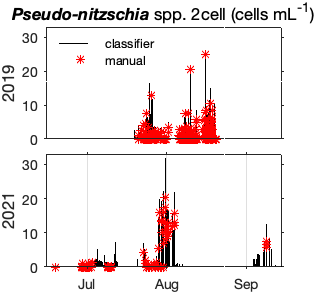 Pseudo-nitzschia spp. 2cell (cells mL⁻¹)
classifier
manual
30
20
10
0
2019
30
20
10
0
2021
Jul Aug Sep